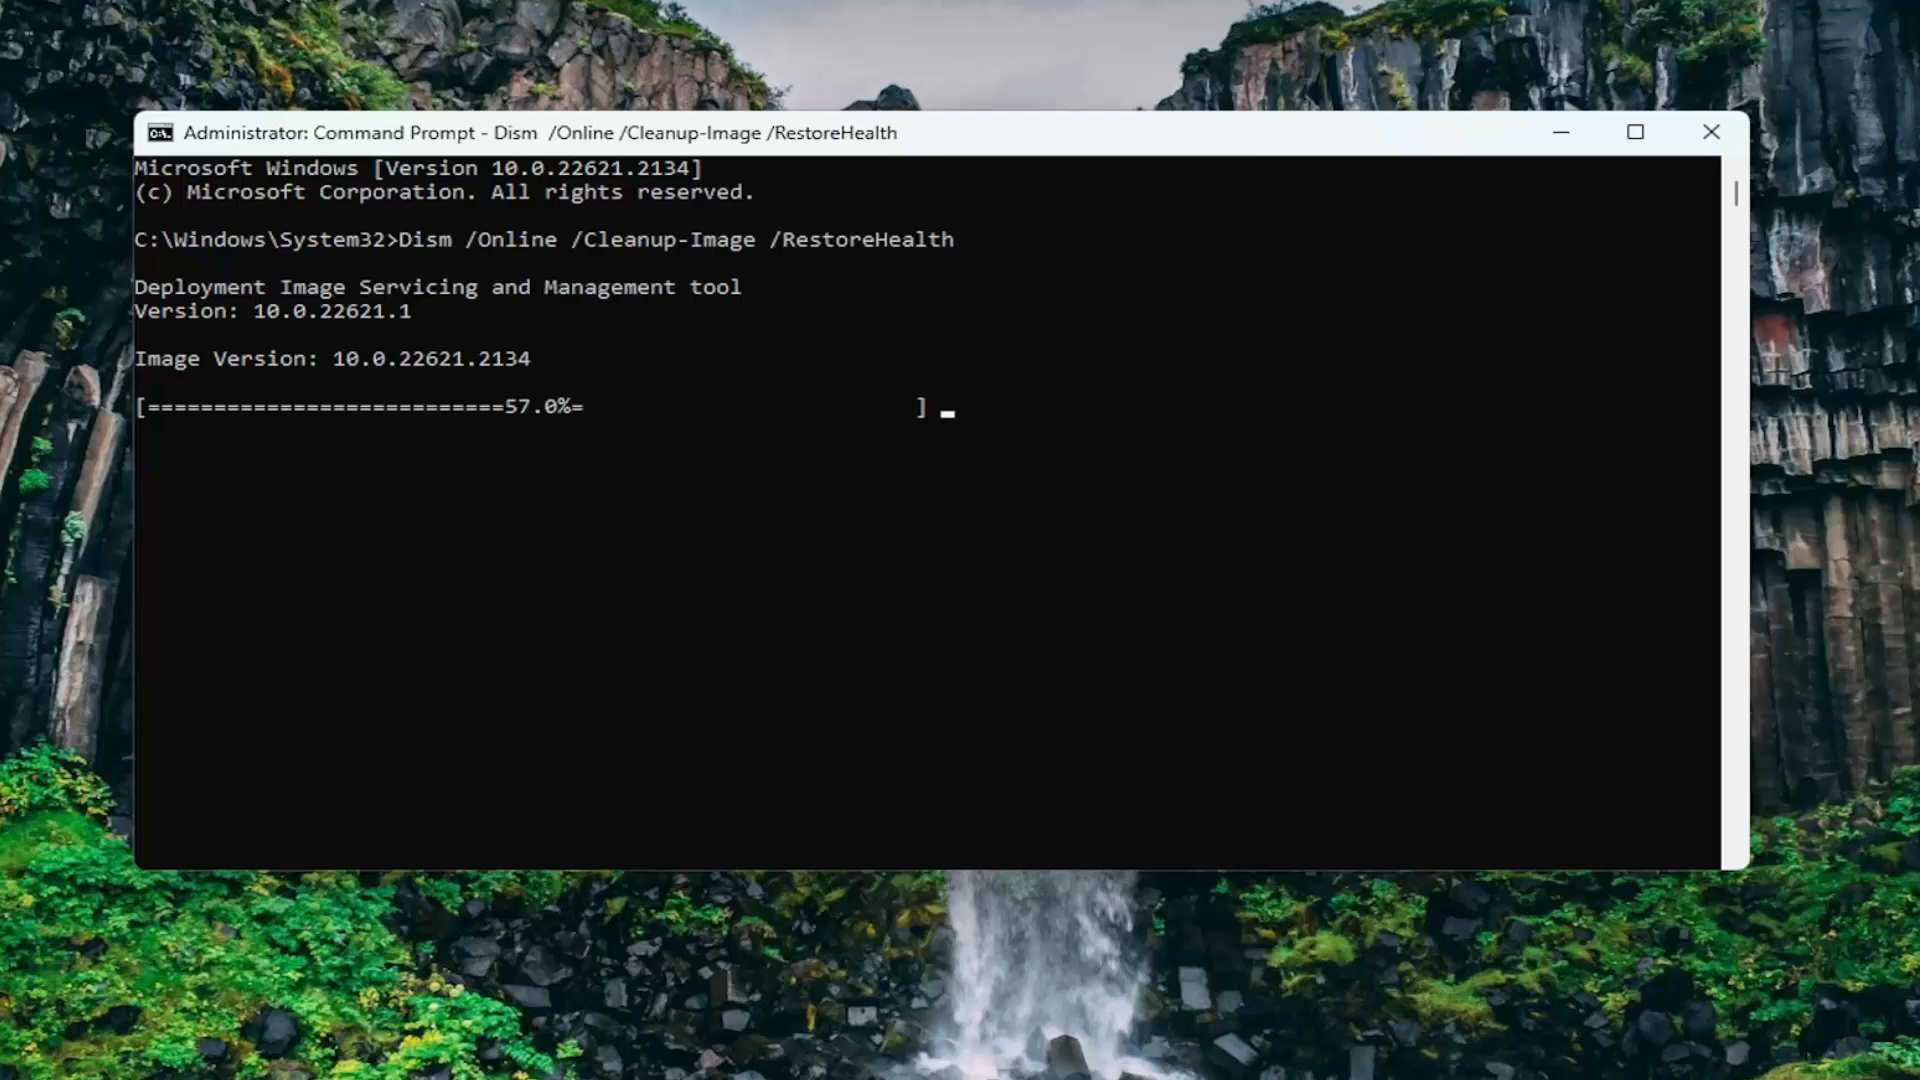 Administrator: Command Prompt - Dism  /Online /Cleanup-Image /RestoreHealth
Microsoft Windows [Version 10.0.22621.2134]
(c) Microsoft Corporation. All rights reserved.
C:\Windows\System32>Dism /Online /Cleanup-Image /RestoreHealth
Deployment Image Servicing and Management tool
Version: 10.0.22621.1
Image Version: 10.0.22621.2134
[===========================57.0%=                         ]